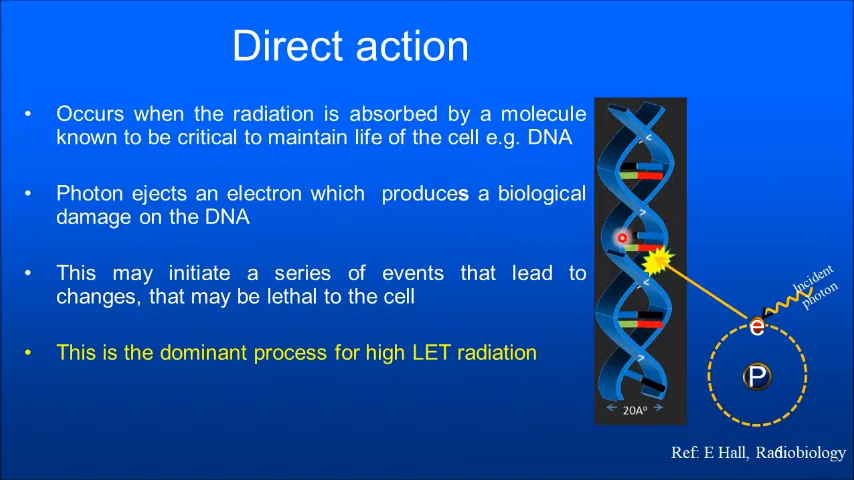 Direct action
• Occurs when the radiation is absorbed by a molecule
known to be critical to maintain life of the cell e.g. DNA
• Photon ejects an electron which produces a biological
damage on the DNA
• This may initiate a series of events that lead to
changes, that may be lethal to the cell
• This is the dominant process for high LET radiation
Incident
photon
e
P
20Aº
Ref: E Hall, Radiobiology